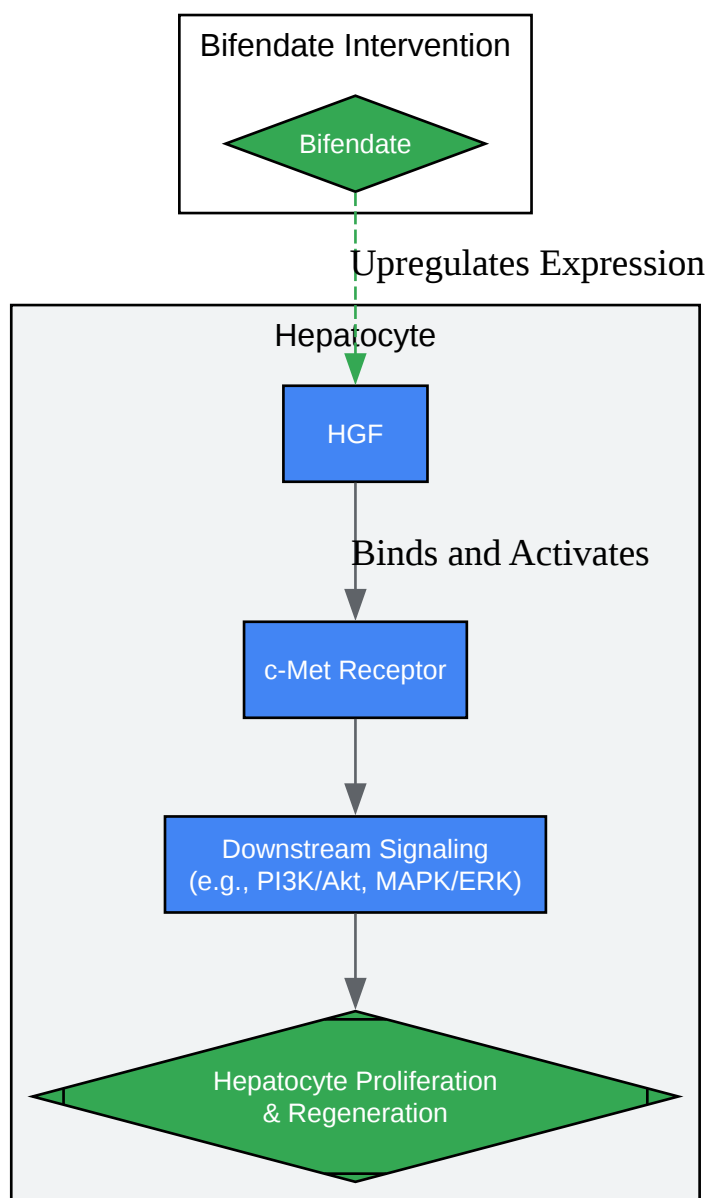 Bifendate Intervention
Bifendate
Upregulates Expression
Hepatocyte
HGF
Binds and Activates
c-Met Receptor
Downstream Signaling
(e.g., PI3K/Akt, MAPK/ERK)
Hepatocyte Proliferation
& Regeneration